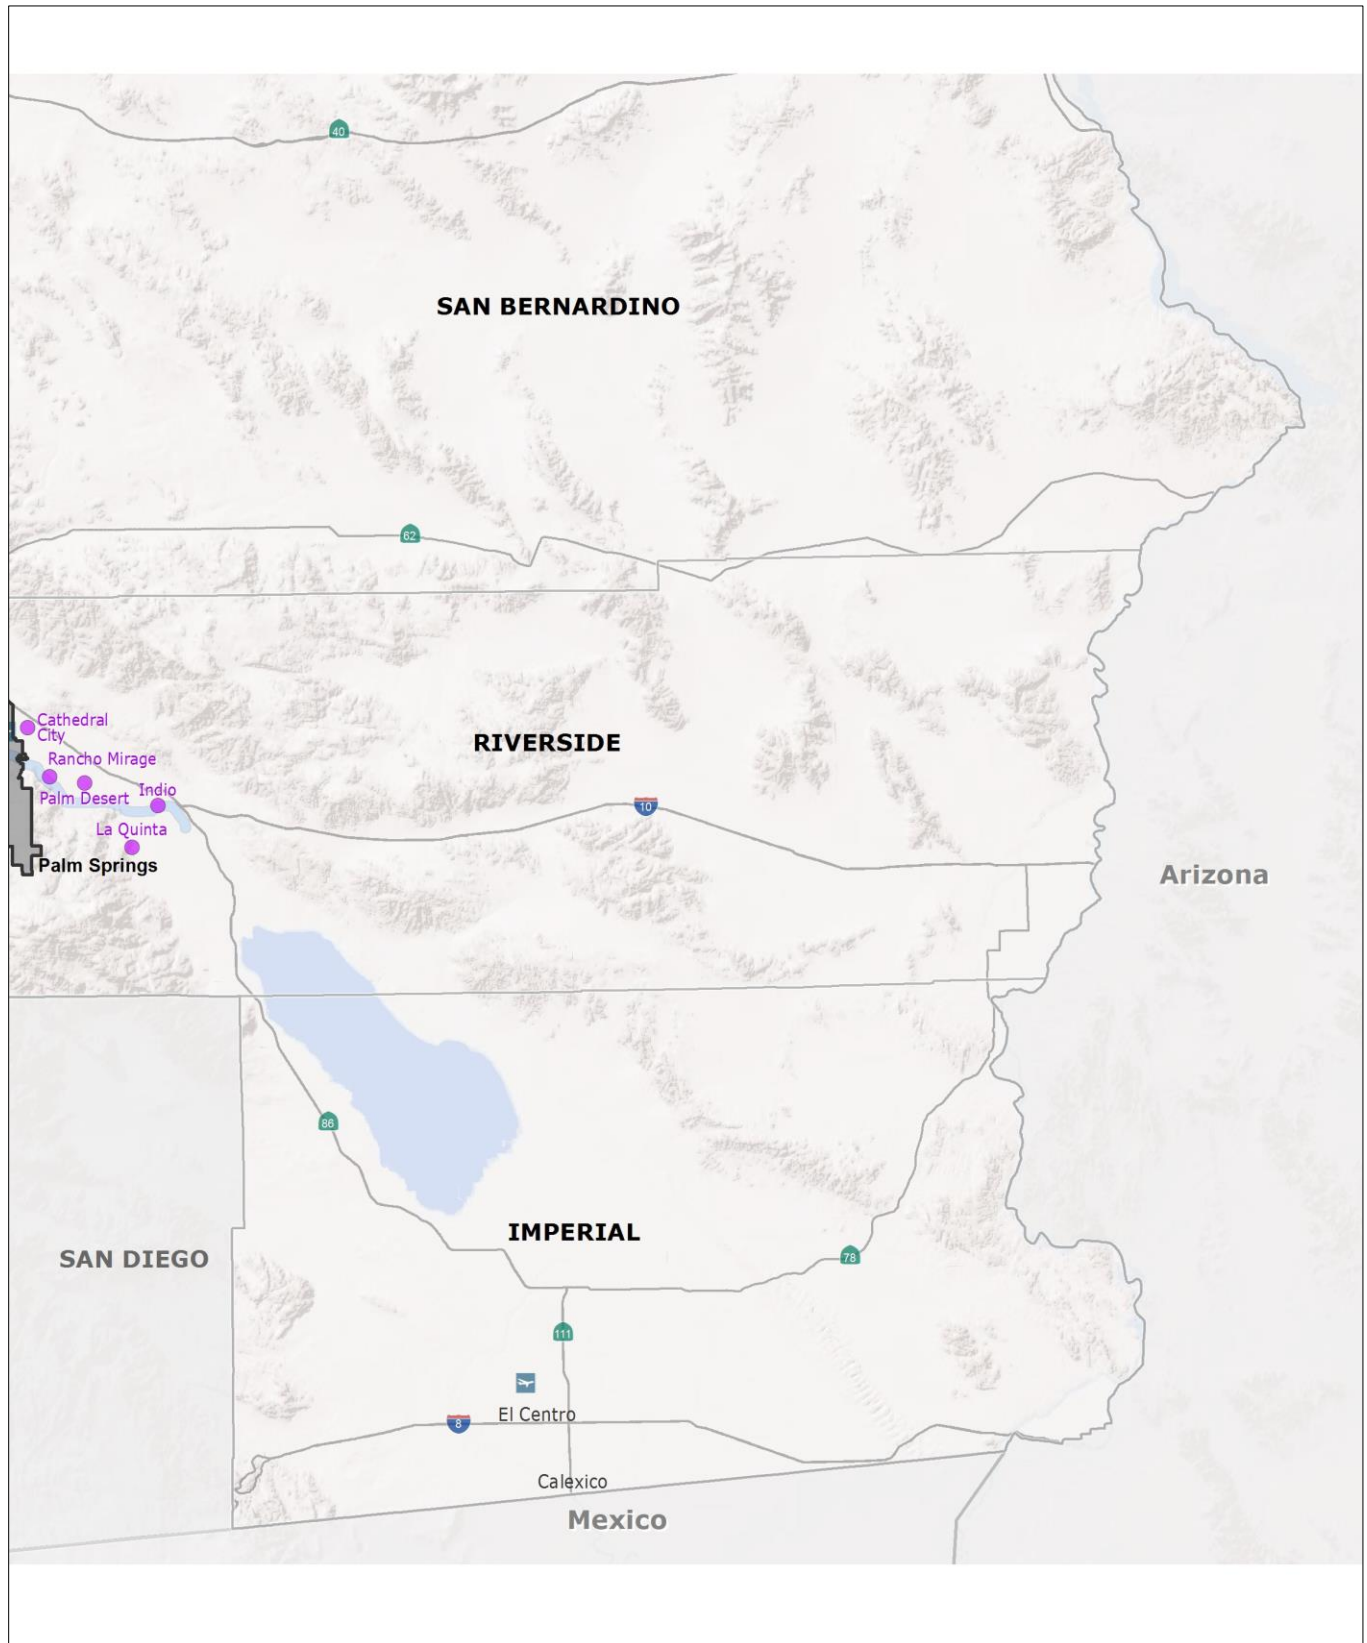 40
SAN BERNARDINO
62
Cathedral
City
RIVERSIDE
Rancho Mirage
Palm Desert
Indio
10
La Quinta
Palm Springs
Arizona
86
IMPERIAL
SAN DIEGO
78
111
El Centro
8
Calexico
Mexico